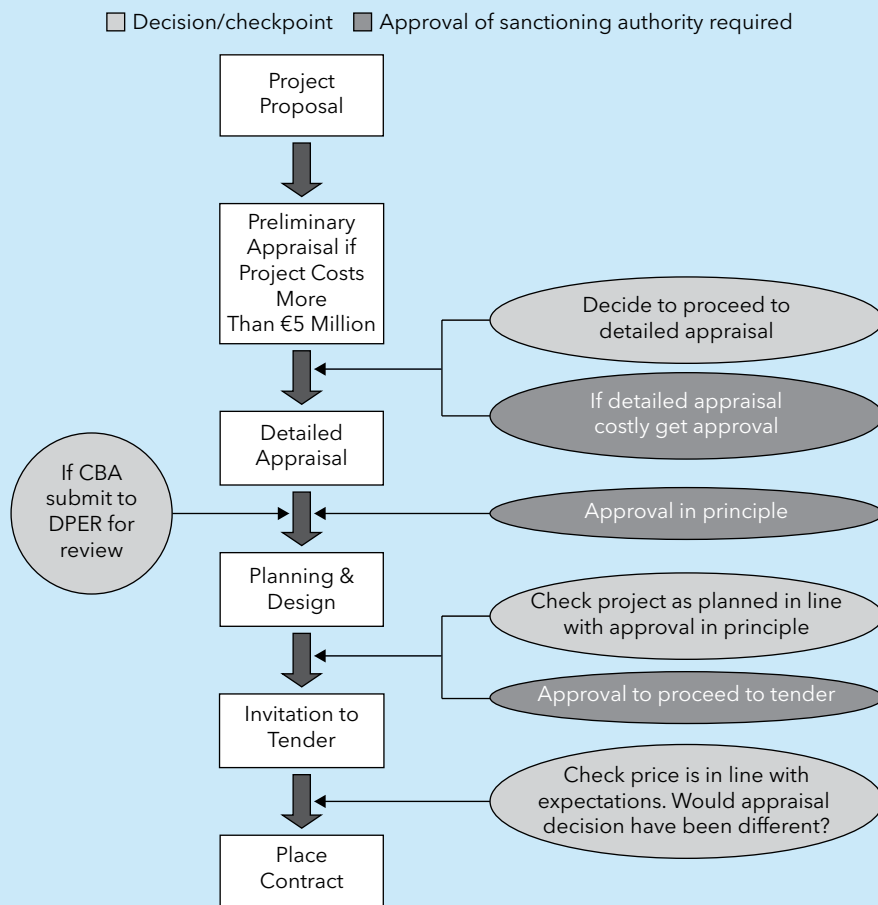 Decision/checkpoint
Approval of sanctioning authority required
Project
Proposal
Preliminary
Appraisal if
Project Costs
More
Than €5 Million
Decide to proceed to
detailed appraisal
If detailed appraisal
costly get approval
Detailed
Appraisal
If CBA
submit to
DPER for
review
Approval in principle
Planning &
Design
Check project as planned in line
with approval in principle
Approval to proceed to tender
Invitation to
Tender
Check price is in line with
expectations. Would appraisal
decision have been different?
Place
Contract